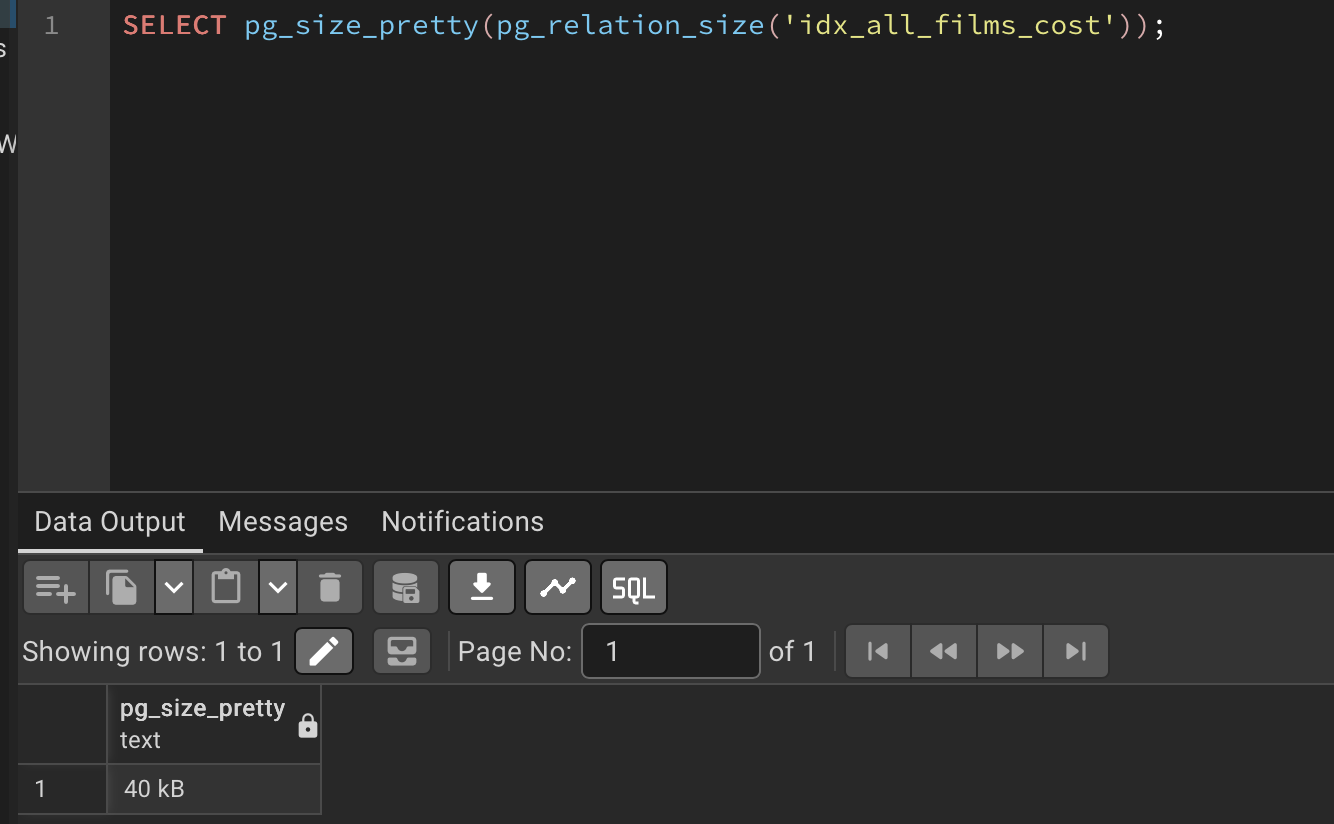 1 SELECT pg_size_pretty(pg_relation_size('idx_all_films_cost'));
s
W
Data Output Messages Notifications
SQL
Showing rows: 1 to 1 Page No: 1 of 1
pg_size_pretty
text
1 40 kB